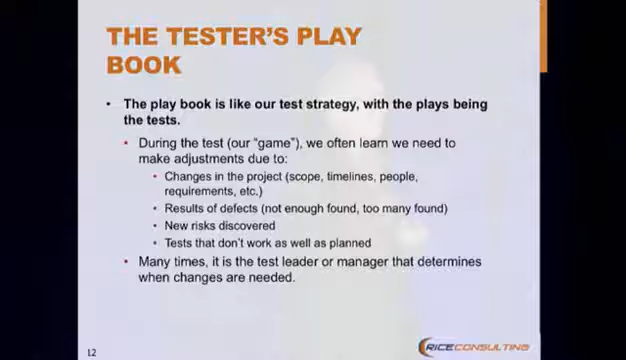 THE TESTER'S PLAY
BOOK
• The play book is like our test strategy, with the plays being
the tests.
• During the test (our "game"), we often learn we need to
make adjustments due to:
• Changes in the project (scope, timelines, people,
requirements, etc.)
• Results of defects (not enough found, too many found)
• New risks discovered
• Tests that don't work as well as planned
• Many times, it is the test leader or manager that determines
when changes are needed.
12
RICECONSULTING